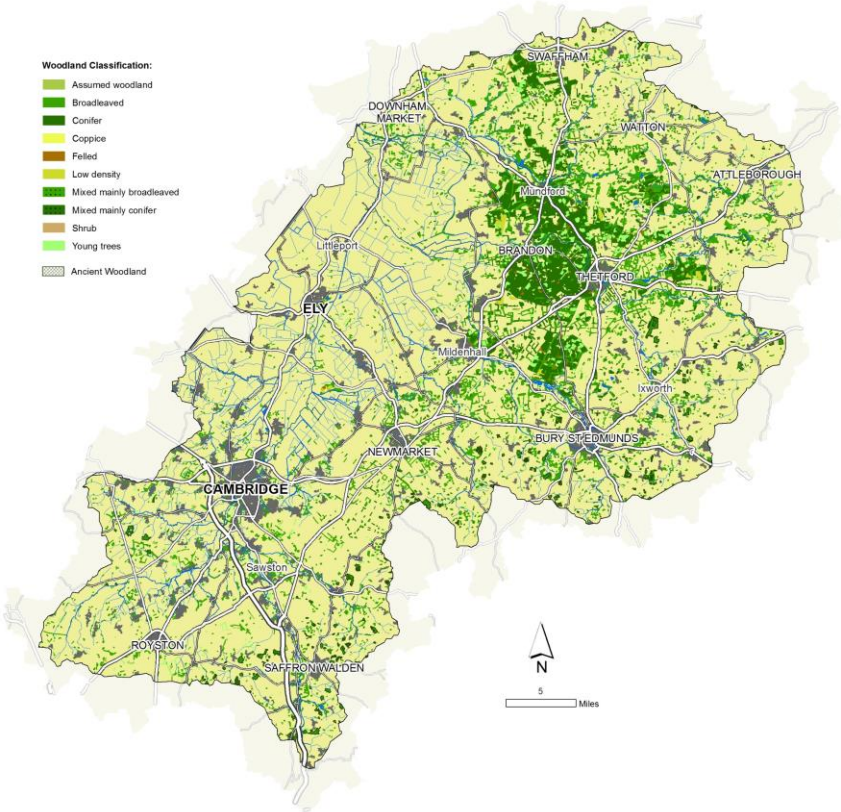 Woodland Classification:
Assumed woodland
Broadleaved
Conifer
Coppice
Felled
Low density
Mixed mainly broadleaved
Mixed mainly conifer
Shrub
Young trees
Ancient Woodland
SWAFFHAM
DOWNHAM
MARKET
WATTON
ATTLEBOROUGH
Mundford
Littleport
BRANDON
THETFORD
ELY
Mildenhall
Ixworth
BURY ST.EDMUNDS
NEWMARKET
CAMBRIDGE
Sawston
ROYSTON
SAFFRON WALDEN
N
5
Miles